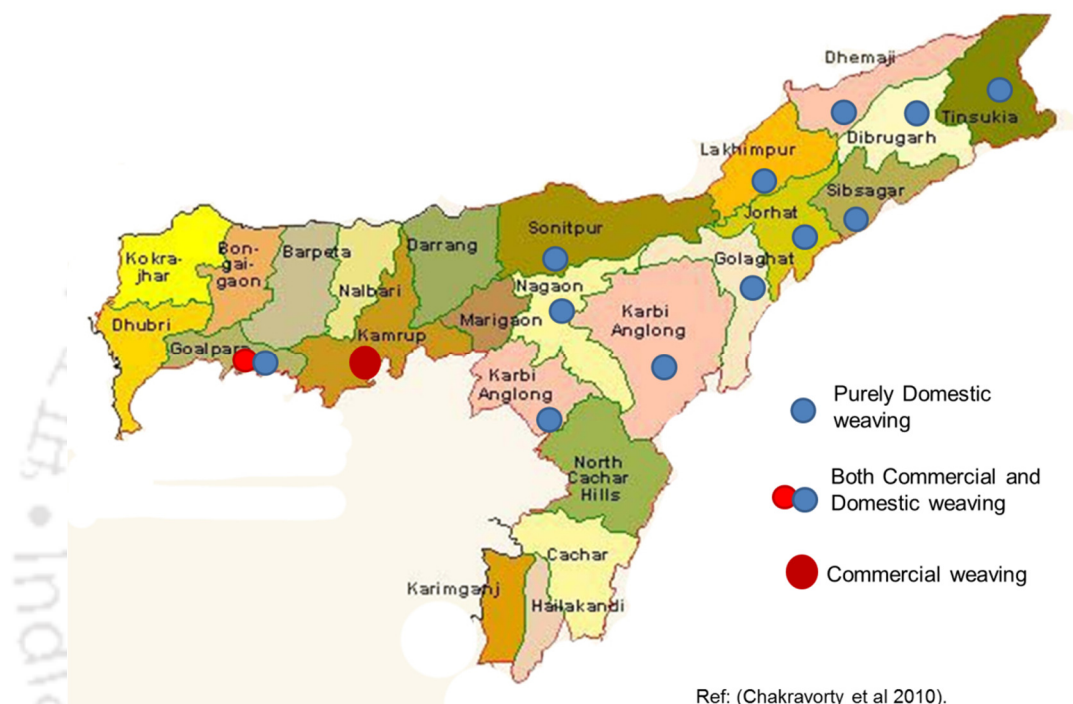 Dhemaji
Tinsukia
Dibrugarh
Lakhimpur
Sibsagar
Jorhat
Sonitpur
Golaghat
Darrang
Barpeta
Bon-
gai-
gaon
Kokra-
jhar
Nalbari
Nagaon
Karbi
Anglong
Marigaon
Kamrup
Dhubri
Goalpara
Karbi
Anglong
North
Cachar
Hills
Cachar
Karimganj
Hailakandi
Purely Domestic
weaving
Both Commercial and
Domestic weaving
Commercial weaving
Ref: (Chakravorty et al 2010).